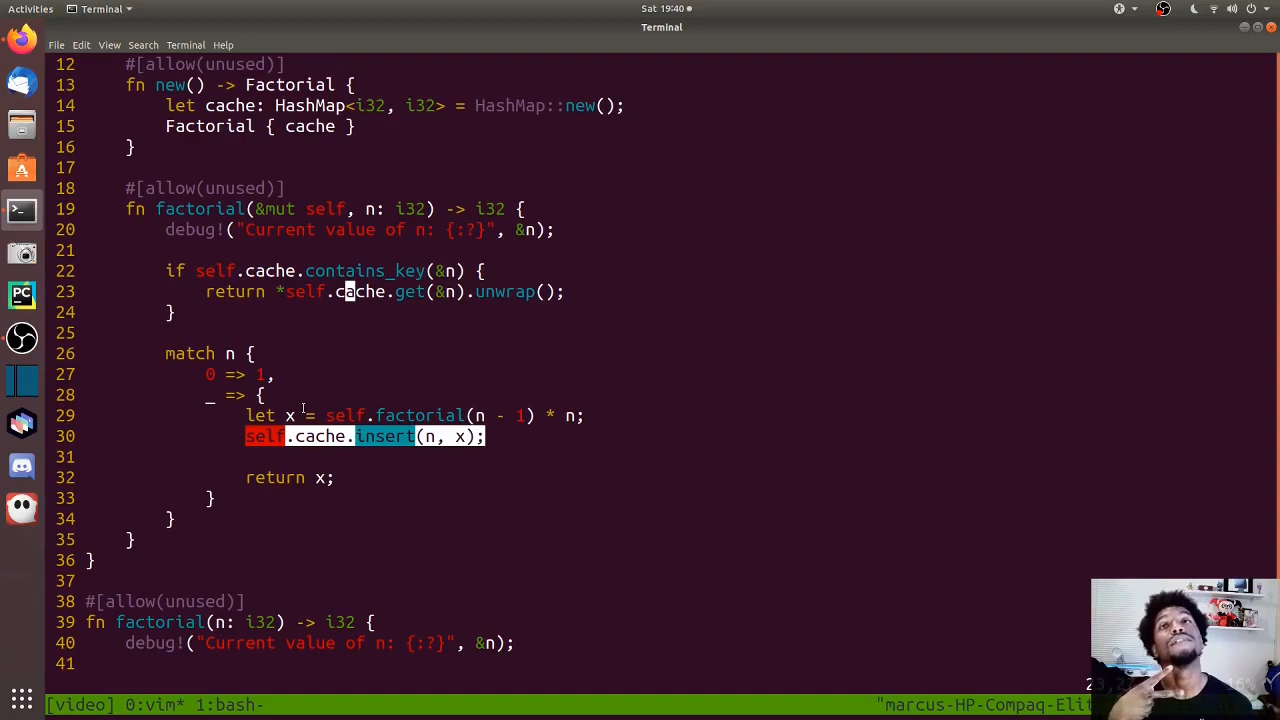 Activities Terminal Sat 19:40
Terminal
File Edit View Search Terminal Help
12 #[allow(unused)]
13 fn new() -> Factorial {
14 let cache: HashMap<i32, i32> = HashMap::new();
15 Factorial { cache }
16 }
17
18 #[allow(unused)]
19 fn factorial(&mut self, n: i32) -> i32 {
20 debug!("Current value of n: {:?}", &n);
21
22 if self.cache.contains_key(&n) {
23 return *self.cache.get(&n).unwrap();
24 }
25
26 match n {
27 0 => 1,
28 _ => {
29 let x = self.factorial(n - 1) * n;
30 self.cache.insert(n, x);
31
32 return x;
33 }
34 }
35 }
36 }
37
38 #[allow(unused)]
39 fn factorial(n: i32) -> i32 {
40 debug!("Current value of n: {:?}", &n);
41
[video] 0:vim* 1:bash- "marcus-HP-Compaq-Elit